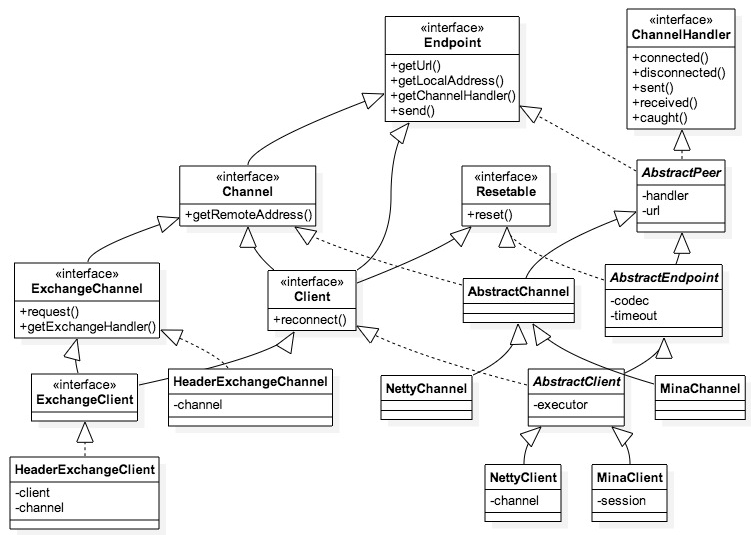 «interface»
Endpoint
+getUrl()
+getLocalAddress()
+getChannelHandler()
+send()
«interface»
ChannelHandler
+connected()
+disconnected()
+sent()
+received()
+caught()
«interface»
Channel
+getRemoteAddress()
«interface»
Resetable
+reset()
AbstractPeer
-handler
-url
«interface»
ExchangeChannel
+request()
+getExchangeHandler()
«interface»
Client
+reconnect()
AbstractChannel
AbstractEndpoint
-codec
-timeout
«interface»
ExchangeClient
HeaderExchangeChannel
-channel
NettyChannel
AbstractClient
-executor
MinaChannel
HeaderExchangeClient
-client
-channel
NettyClient
-channel
MinaClient
-session